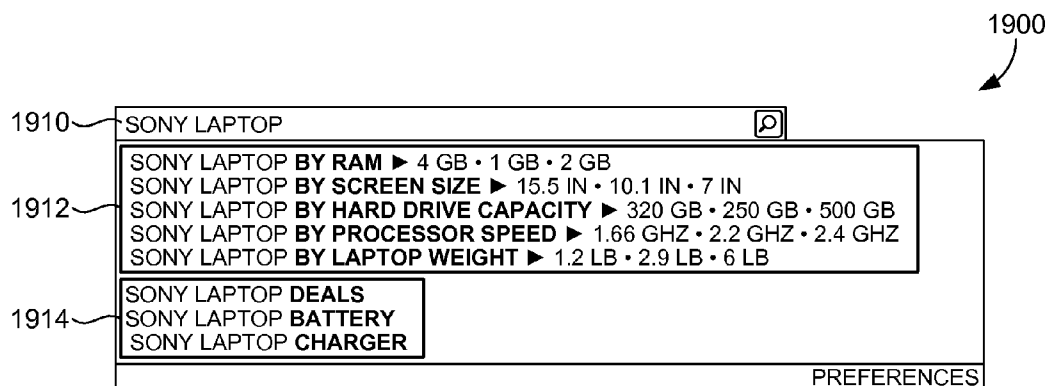 1900
1910 SONY LAPTOP
SONY LAPTOP BY RAM ► 4 GB • 1 GB • 2 GB
SONY LAPTOP BY SCREEN SIZE ► 15.5 IN • 10.1 IN • 7 IN
1912 SONY LAPTOP BY HARD DRIVE CAPACITY ► 320 GB • 250 GB • 500 GB
SONY LAPTOP BY PROCESSOR SPEED ► 1.66 GHZ • 2.2 GHZ • 2.4 GHZ
SONY LAPTOP BY LAPTOP WEIGHT ► 1.2 LB • 2.9 LB • 6 LB
SONY LAPTOP DEALS
1914 SONY LAPTOP BATTERY
SONY LAPTOP CHARGER
PREFERENCES